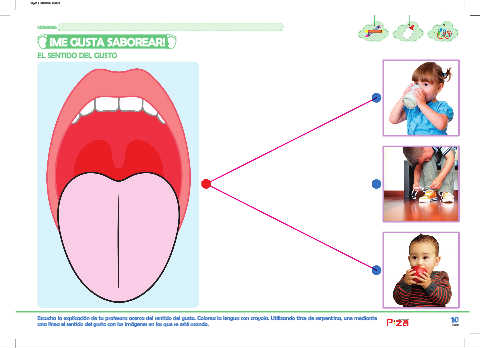 ¡ME GUSTA SABOREAR!
EL SENTIDO DEL GUSTO
Escucha la explicación de tu profesora acerca del sentido del gusto. Colorea la lengua con crayola. Utilizando tiras de serpentina, une mediante
una línea el sentido del gusto con las imágenes en las que se está usando.
10